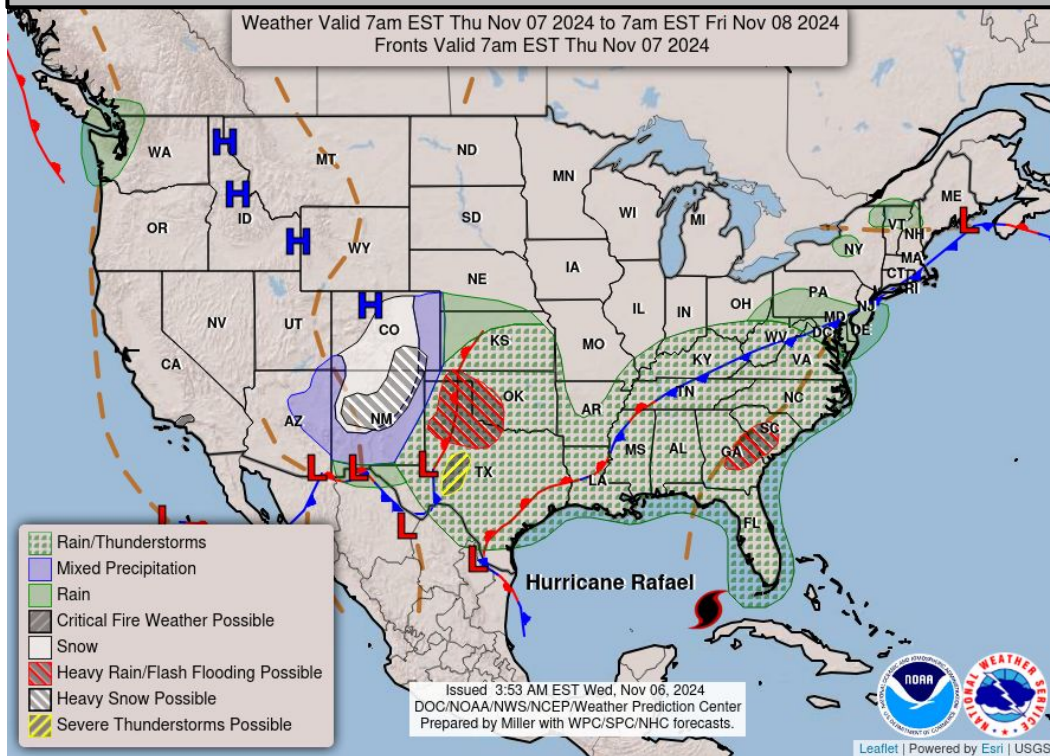 Weather Valid 7am EST Thu Nov 07 2024 to 7am EST Fri Nov 08 2024
Fronts Valid 7am EST Thu Nov 07 2024
WA
H
MT
ND
MN
ME
L
H
ID
OR
SD
WI
MI
VT
NH
NY
H
WY
MA
CT
RI
IA
NE
PA
NJ
H
NV
UT
CO
IL
IN
OH
MD
DE
DC
WV
CA
KS
MO
KY
VA
AZ
NM
OK
AR
TN
NC
SC
L
L
L
TX
MS
AL
GA
LA
L
L
FL
L
Hurricane Rafael
Rain/Thunderstorms
Mixed Precipitation
Rain
Critical Fire Weather Possible
Snow
Heavy Rain/Flash Flooding Possible
Heavy Snow Possible
Severe Thunderstorms Possible
Issued 3:53 AM EST Wed, Nov 06, 2024
DOC/NOAA/NWS/NCEP/Weather Prediction Center
Prepared by Miller with WPC/SPC/NHC forecasts.
NOAA
NATIONAL WEATHER SERVICE
Leaflet | Powered by Esri | USGS